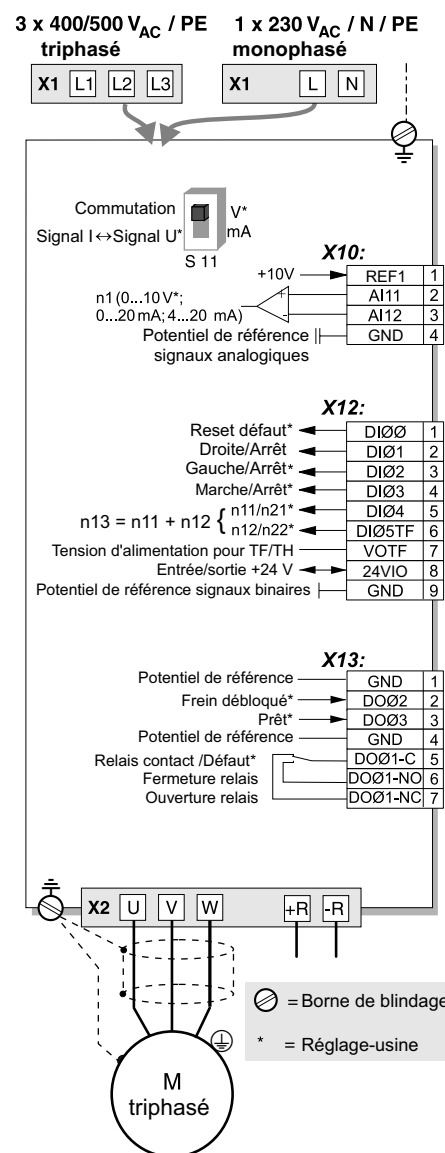 3 x 400/500 VAC / PE
triphasé
1 x 230 VAC / N / PE
monophasé
X1 L1 L2 L3
X1 L N
Commutation
Signal I↔Signal U*
V*
mA
S 11
X10:
+10V
REF1 1
n1 (0...10 V*;
0...20 mA; 4...20 mA)
+
-
AI11 2
AI12 3
Potentiel de référence
signaux analogiques
GND 4
X12:
Reset défaut* DIØØ 1
Droite/Arrêt DIØ1 2
Gauche/Arrêt* DIØ2 3
Marche/Arrêt* DIØ3 4
n13 = n11 + n12 {
n11/n21* DIØ4 5
n12/n22* DIØ5TF 6
Tension d'alimentation pour TF/TH VOTF 7
Entrée/sortie +24 V 24VIO 8
Potentiel de référence signaux binaires GND 9
X13:
Potentiel de référence GND 1
Frein débloqué* DOØ2 2
Prêt* DOØ3 3
Potentiel de référence GND 4
Relais contact /Défaut* DOØ1-C 5
Fermeture relais DOØ1-NO 6
Ouverture relais DOØ1-NC 7
X2 U V W +R -R
= Borne de blindage
* = Réglage-usine
M
triphasé